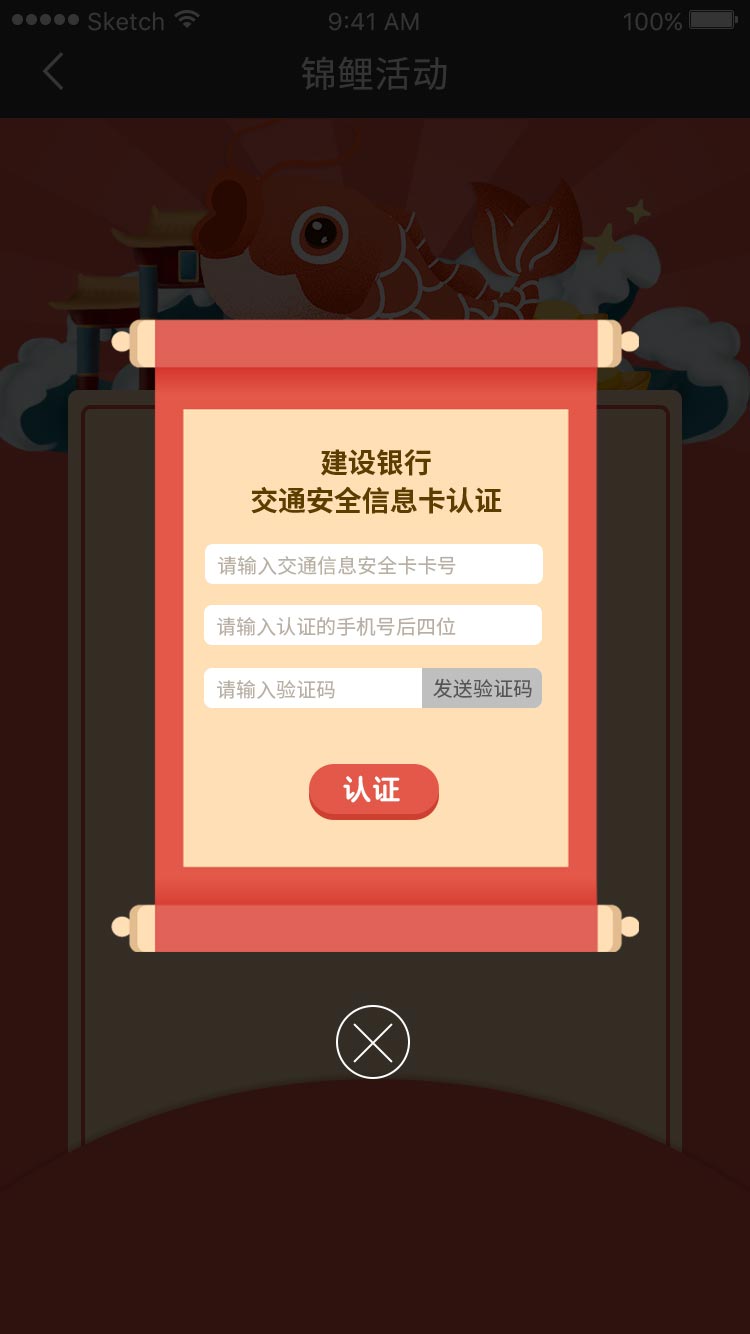 Sketch 9:41 AM 100%
锦鲤活动
建设银行
交通安全信息卡认证
请输入交通信息安全卡卡号
请输入认证的手机号后四位
请输入验证码 发送验证码
认证